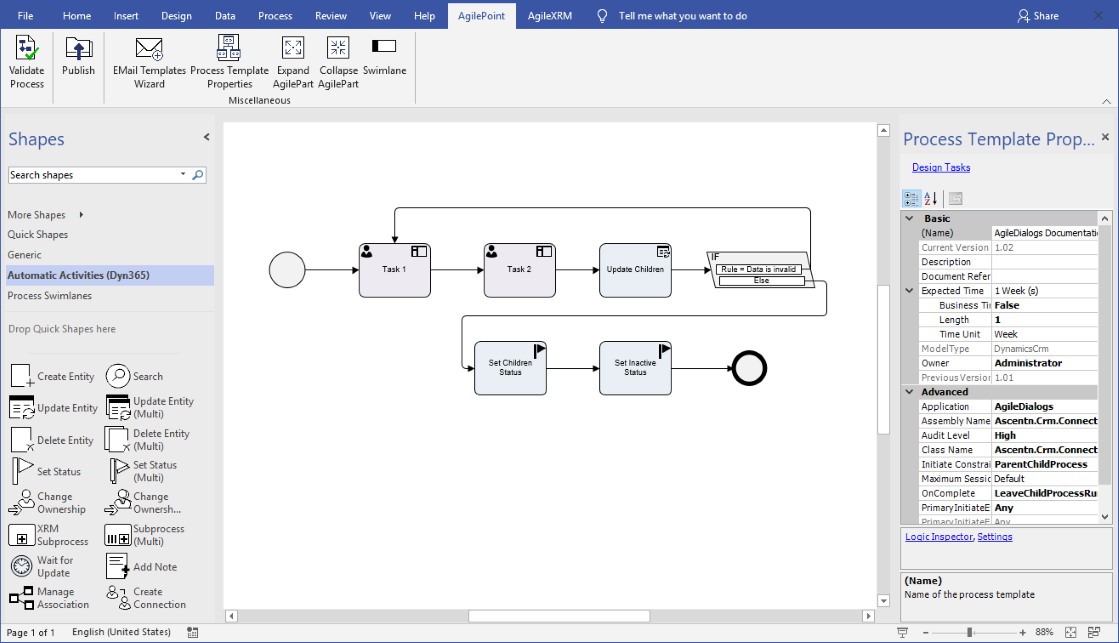 File Home Insert Design Data Process Review View Help AgilePoint AgileXRM Tell me what you want to do Share
Validate Process
Publish
EMail Templates Wizard
Process Template Properties
Expand AgilePart
Collapse AgilePart
Swimlane
Miscellaneous
Shapes
Search shapes
More Shapes
Quick Shapes
Generic
Automatic Activities (Dyn365)
Process Swimlanes
Drop Quick Shapes here
Create Entity
Search
Update Entity
Update Entity (Multi)
Delete Entity
Delete Entity (Multi)
Set Status
Set Status (Multi)
Change Ownership
Change Ownersh...
XRM Subprocess
Subprocess (Multi)
Wait for Update
Add Note
Manage Association
Create Connection
Task 1
Task 2
Update Children
IF
Rule = Data is invalid
Else
Set Children Status
Set Inactive Status
Process Template Prop...
Design Tasks
Basic
(Name) AgileDialogs Documentati
Current Version 1.02
Description
Document Refer
Expected Time 1 Week (s)
Business Ti False
Length 1
Time Unit Week
ModelType DynamicsCrm
Owner Administrator
Previous Version 1.01
Advanced
Application AgileDialogs
Assembly Name Ascentn.Crm.Connect
Audit Level High
Class Name Ascentn.Crm.Connect
Initiate Constrai ParentChildProcess
Maximum Sessic Default
OnComplete LeaveChildProcessRu
PrimaryInitiateE Any
PrimaryInitiateE Any
Logic Inspector, Settings
(Name)
Name of the process template
Page 1 of 1 English (United States) 88%